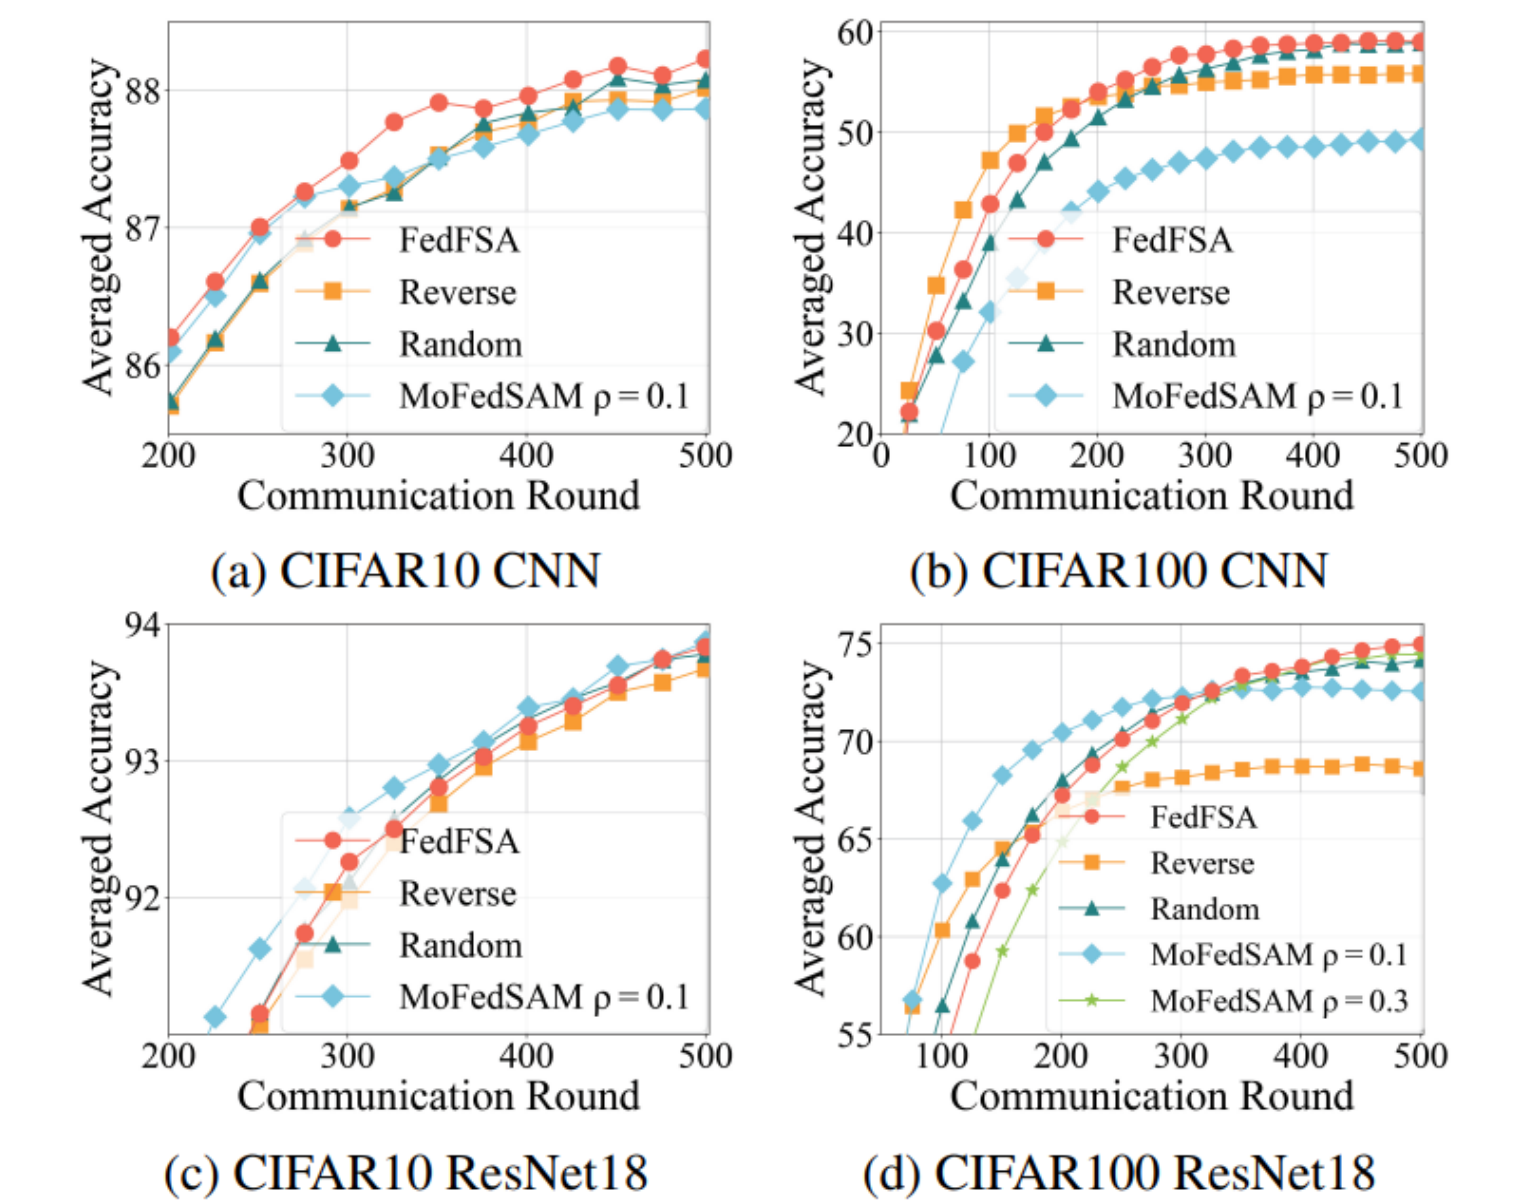 Averaged Accuracy
88
87
86
FedFSA
Reverse
Random
MoFedSAM ρ = 0.1
200 300 400 500
Communication Round
(a) CIFAR10 CNN
Averaged Accuracy
60
50
40
30
20
FedFSA
Reverse
Random
MoFedSAM ρ = 0.1
0 100 200 300 400 500
Communication Round
(b) CIFAR100 CNN
Averaged Accuracy
94
93
92
FedFSA
Reverse
Random
MoFedSAM ρ = 0.1
200 300 400 500
Communication Round
(c) CIFAR10 ResNet18
Averaged Accuracy
75
70
65
60
55
FedFSA
Reverse
Random
MoFedSAM ρ = 0.1
MoFedSAM ρ = 0.3
100 200 300 400 500
Communication Round
(d) CIFAR100 ResNet18